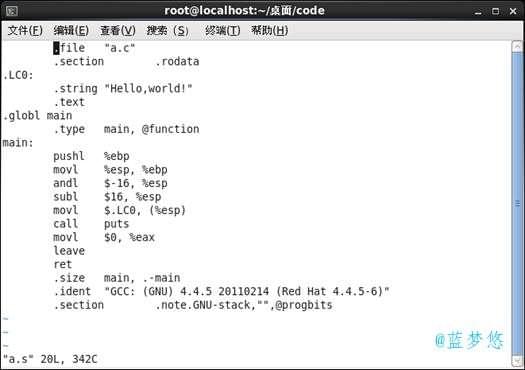 root@localhost:~/桌面/code
文件(F) 编辑(E) 查看(V) 搜索(S) 终端(T) 帮助(H)
.file "a.c"
.section .rodata
.LC0:
.string "Hello,world!"
.text
.globl main
.type main, @function
main:
pushl %ebp
movl %esp, %ebp
andl $-16, %esp
subl $16, %esp
movl $.LC0, (%esp)
call puts
movl $0, %eax
leave
ret
.size main, .-main
.ident "GCC: (GNU) 4.4.5 20110214 (Red Hat 4.4.5-6)"
.section .note.GNU-stack,"",@progbits
~
~
~
@蓝梦悠
"a.s" 20L, 342C